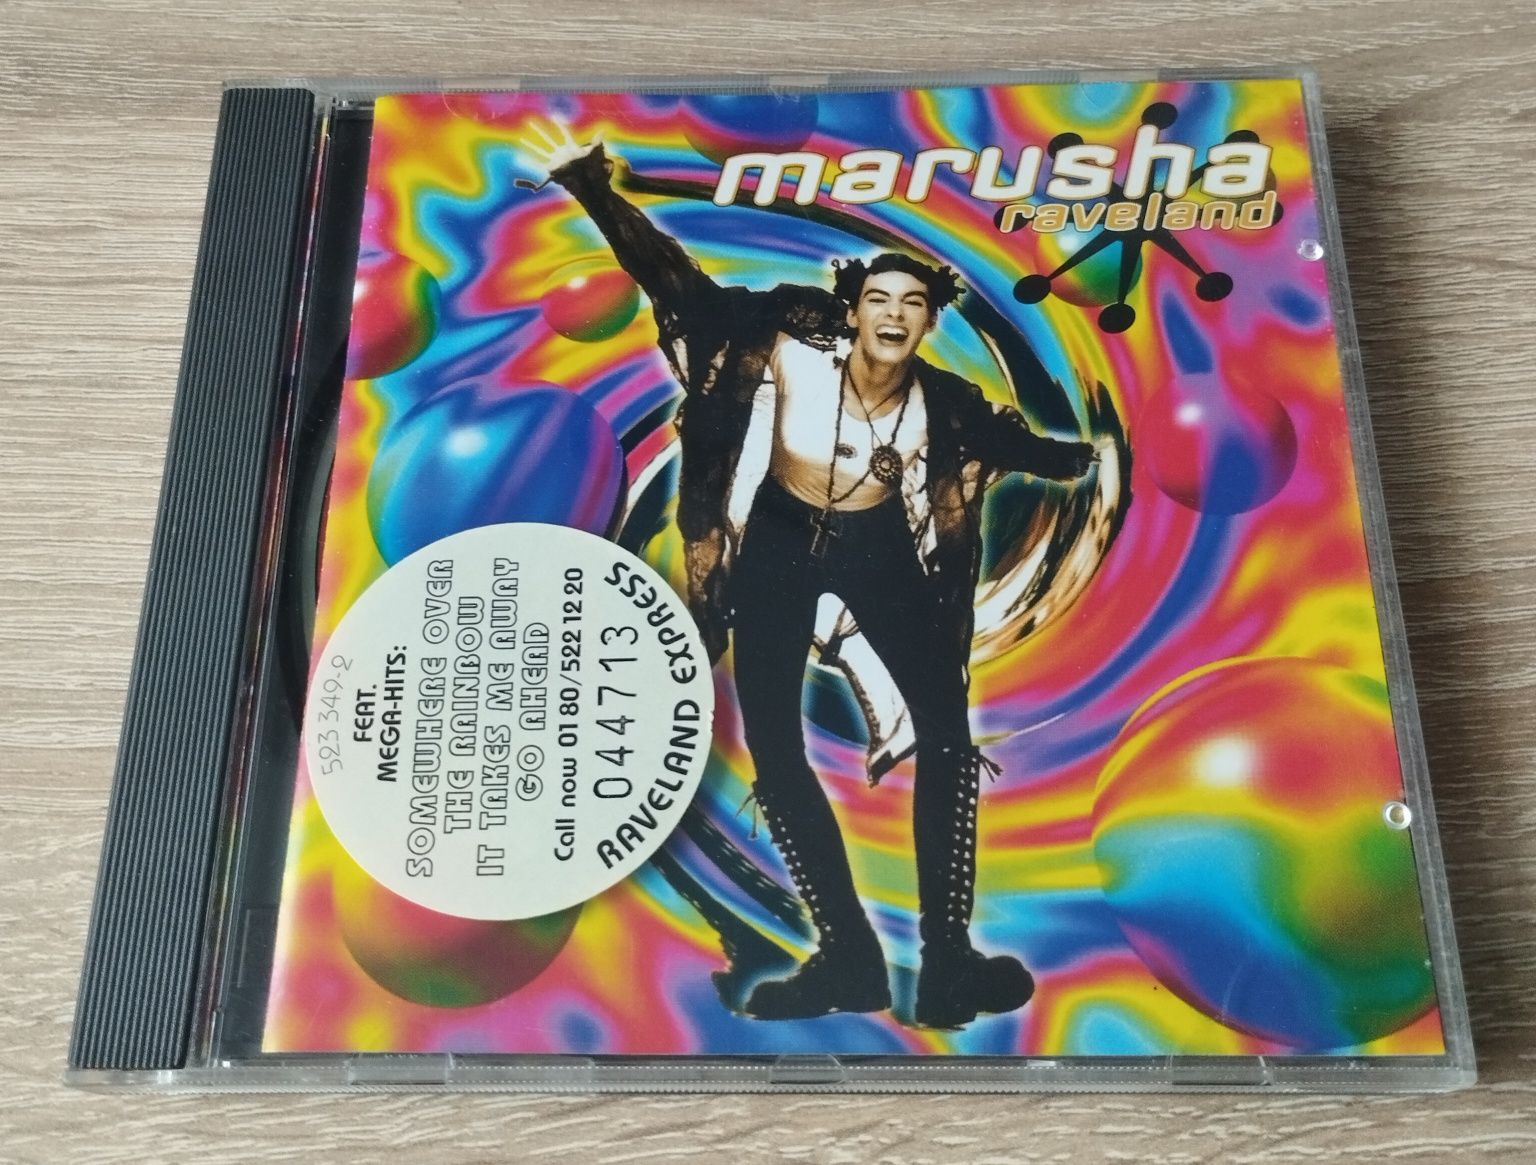 marusha
raveland
523 349-2
FEAT.
MEGA-HITS:
SOMEWHERE OVER
THE RAINBOW
IT TAKES ME AWAY
GO AHEAD
Call now 01 80/522 12 20
044713
RAVELAND EXPRESS